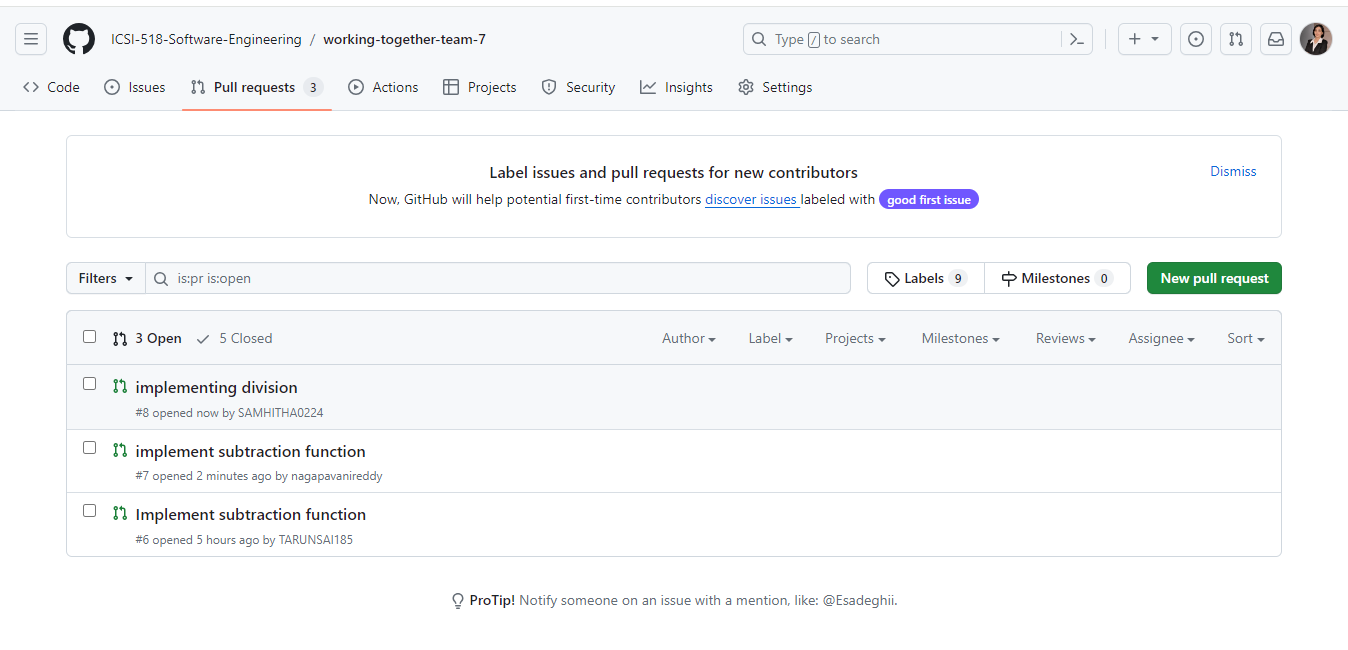 ICSI-518-Software-Engineering / working-together-team-7
Type / to search
Code Issues Pull requests 3 Actions Projects Security Insights Settings
Label issues and pull requests for new contributors
Dismiss
Now, GitHub will help potential first-time contributors discover issues labeled with good first issue
Filters is:pr is:open Labels 9 Milestones 0 New pull request
3 Open 5 Closed Author Label Projects Milestones Reviews Assignee Sort
implementing division
#8 opened now by SAMHITHA0224
implement subtraction function
#7 opened 2 minutes ago by nagapavanireddy
Implement subtraction function
#6 opened 5 hours ago by TARUNSAI185
ProTip! Notify someone on an issue with a mention, like: @Esadeghii.